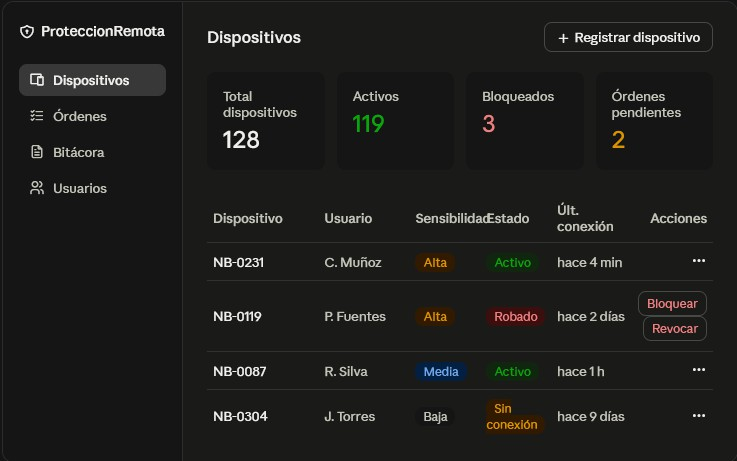 ProteccionRemota
Dispositivos
Órdenes
Bitácora
Usuarios
Dispositivos
+ Registrar dispositivo
Total
dispositivos
128
Activos
119
Bloqueados
3
Órdenes
pendientes
2
Dispositivo Usuario Sensibilidad Estado Últ. conexión Acciones
NB-0231 C. Muñoz Alta Activo hace 4 min ...
NB-0119 P. Fuentes Alta Robado hace 2 días Bloquear
Revocar
NB-0087 R. Silva Media Activo hace 1 h ...
NB-0304 J. Torres Baja Sin conexión hace 9 días ...